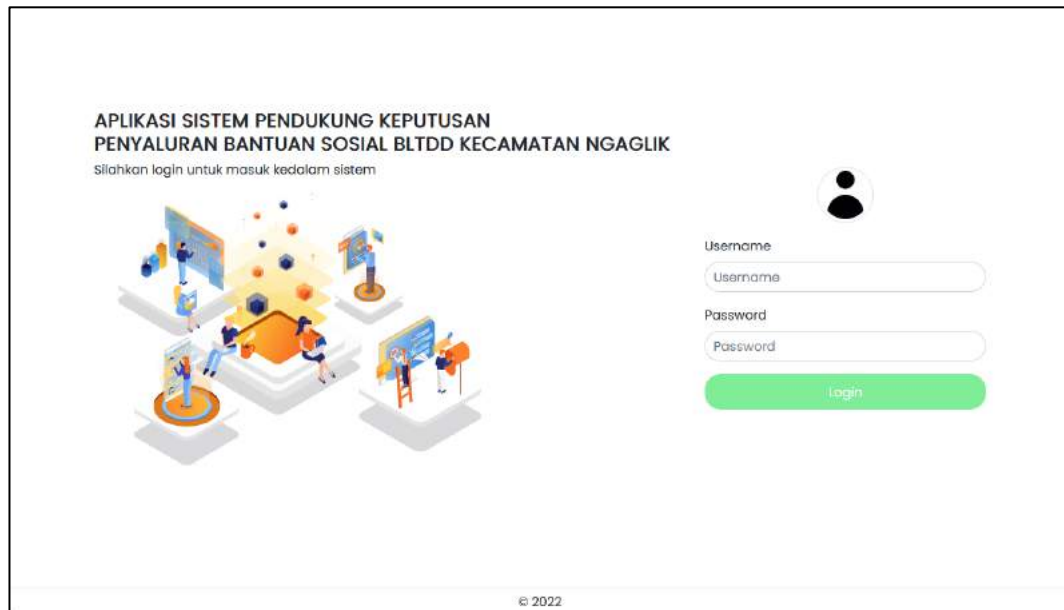 APLIKASI SISTEM PENDUKUNG KEPUTUSAN
PENYALURAN BANTUAN SOSIAL BLTDD KECAMATAN NGAGLIK
Silahkan login untuk masuk kedalam sistem
Username
Username
Password
Password
Login
© 2022